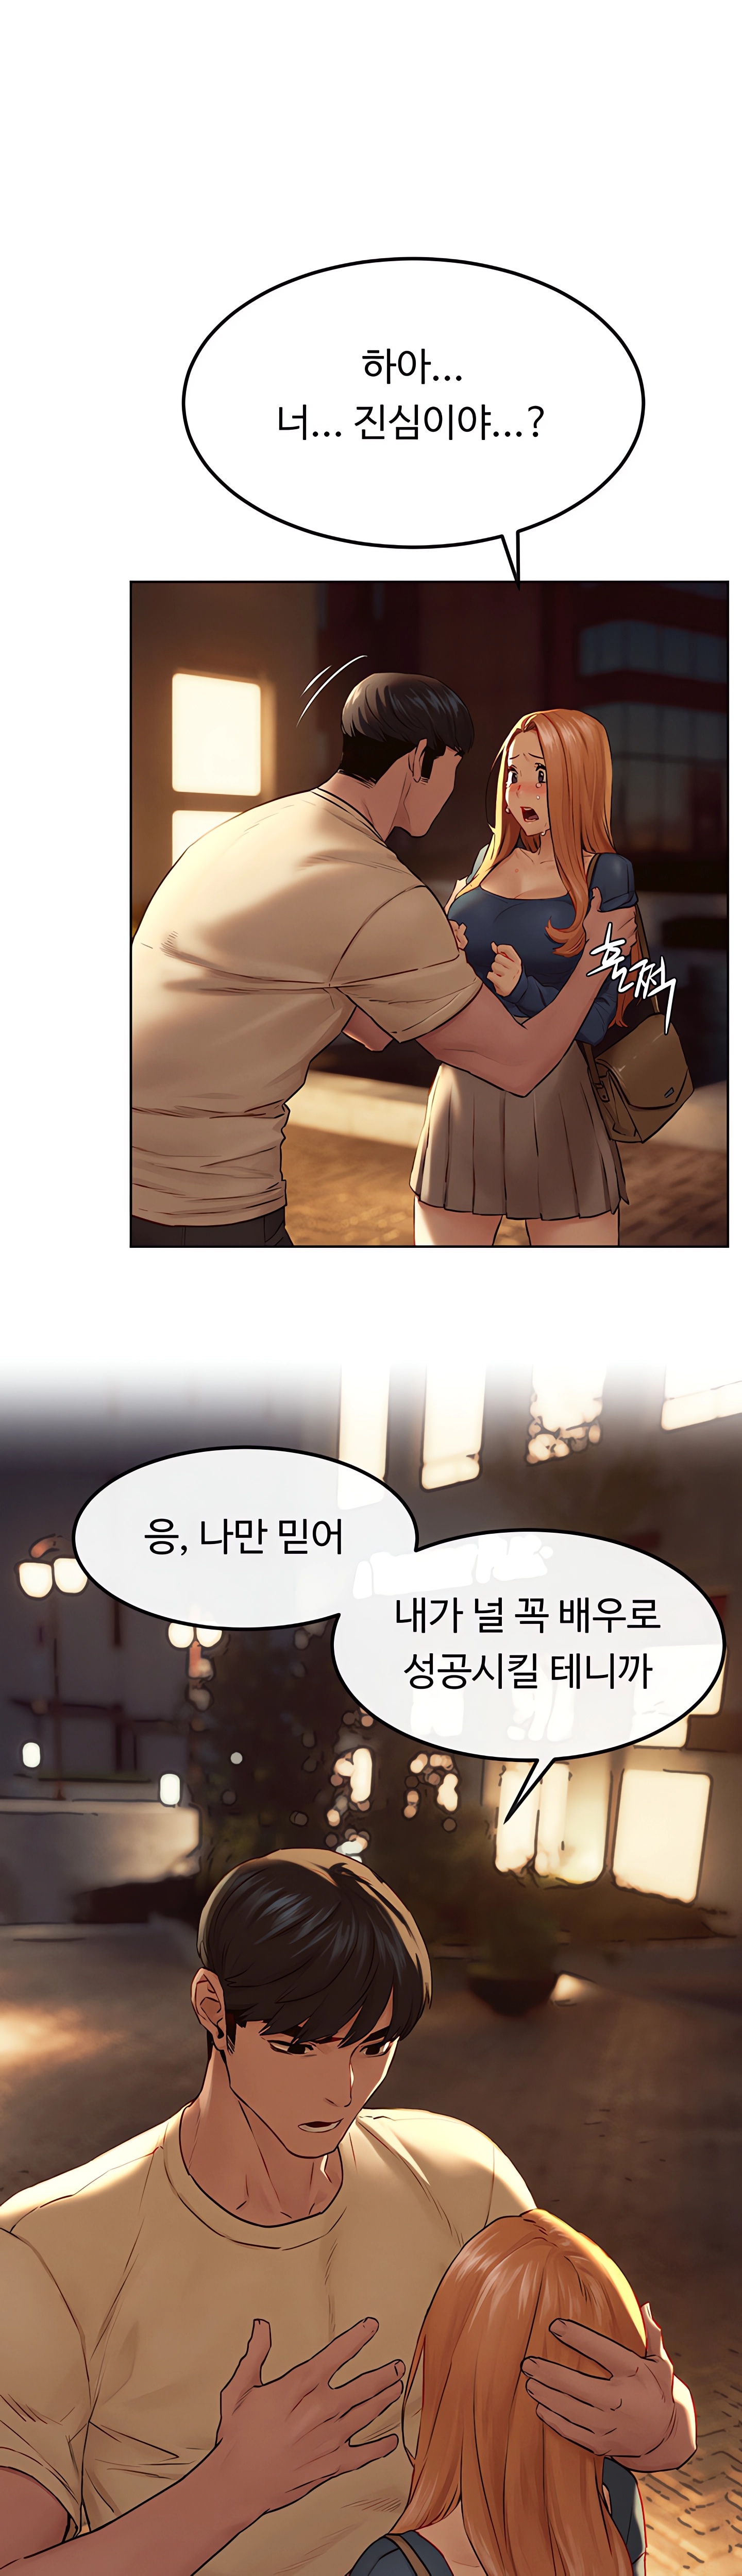 하아...
너... 진심이야...?
훌쩍
응, 나만 믿어
내가 널 꼭 배우로
성공시킬 테니까